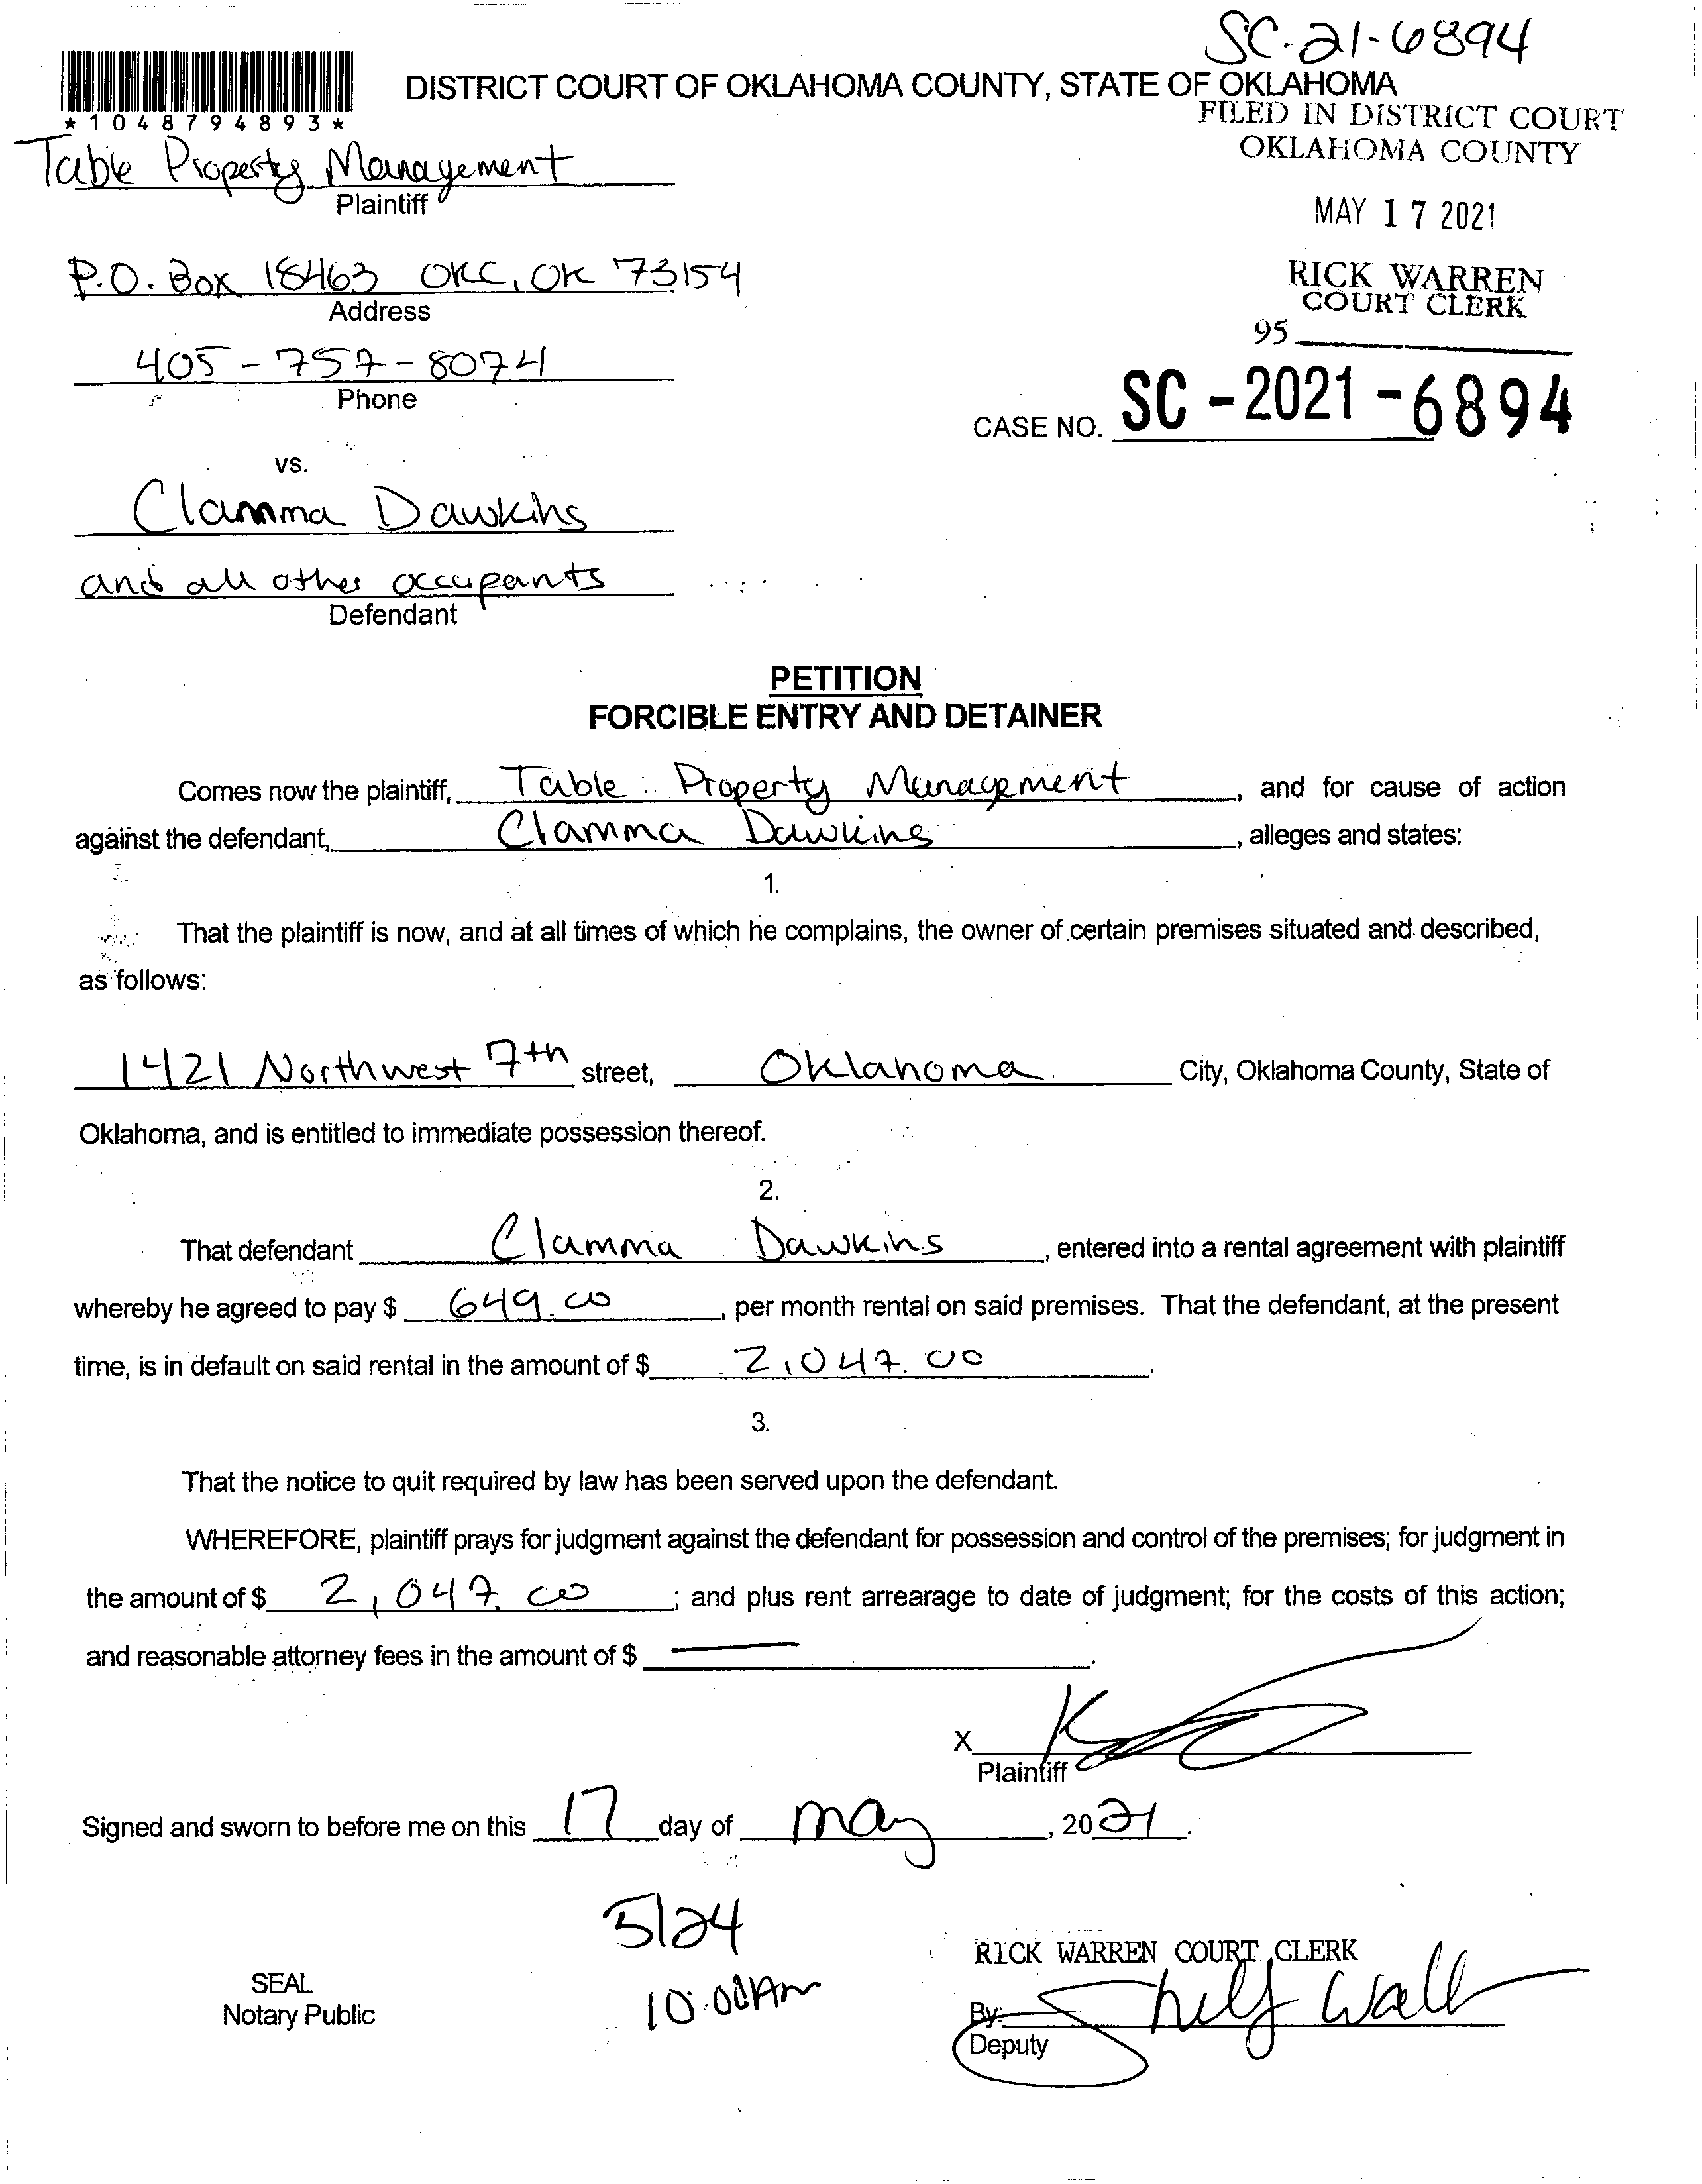 SC-21-6894
DISTRICT COURT OF OKLAHOMA COUNTY, STATE OF OKLAHOMA
*1048794893*
FILED IN DISTRICT COURT
OKLAHOMA COUNTY
Table Property Management
Plaintiff
MAY 17 2021
P.O. Box 18463 OKC, OK 73154
Address
RICK WARREN
COURT CLERK
95
405-757-8074
Phone
CASE NO. SC-2021-6894
vs.
Clamma Dawkins
and all other occupants
Defendant
PETITION
FORCIBLE ENTRY AND DETAINER
Comes now the plaintiff, Table Property Management, and for cause of action
against the defendant, Clamma Dawkins, alleges and states:
1.
That the plaintiff is now, and at all times of which he complains, the owner of certain premises situated and described,
as follows:
1421 Northwest 7th street, Oklahoma City, Oklahoma County, State of
Oklahoma, and is entitled to immediate possession thereof.
2.
That defendant Clamma Dawkins, entered into a rental agreement with plaintiff
whereby he agreed to pay $ 649.00, per month rental on said premises. That the defendant, at the present
time, is in default on said rental in the amount of $ 2,047.00.
3.
That the notice to quit required by law has been served upon the defendant.
WHEREFORE, plaintiff prays for judgment against the defendant for possession and control of the premises; for judgment in
the amount of $ 2,047.00; and plus rent arrearage to date of judgment; for the costs of this action;
and reasonable attorney fees in the amount of $ —.
X
Plaintiff
Signed and sworn to before me on this 17 day of may, 2021.
5/24
10:00AM
SEAL
Notary Public
RICK WARREN COURT CLERK
By:
Deputy